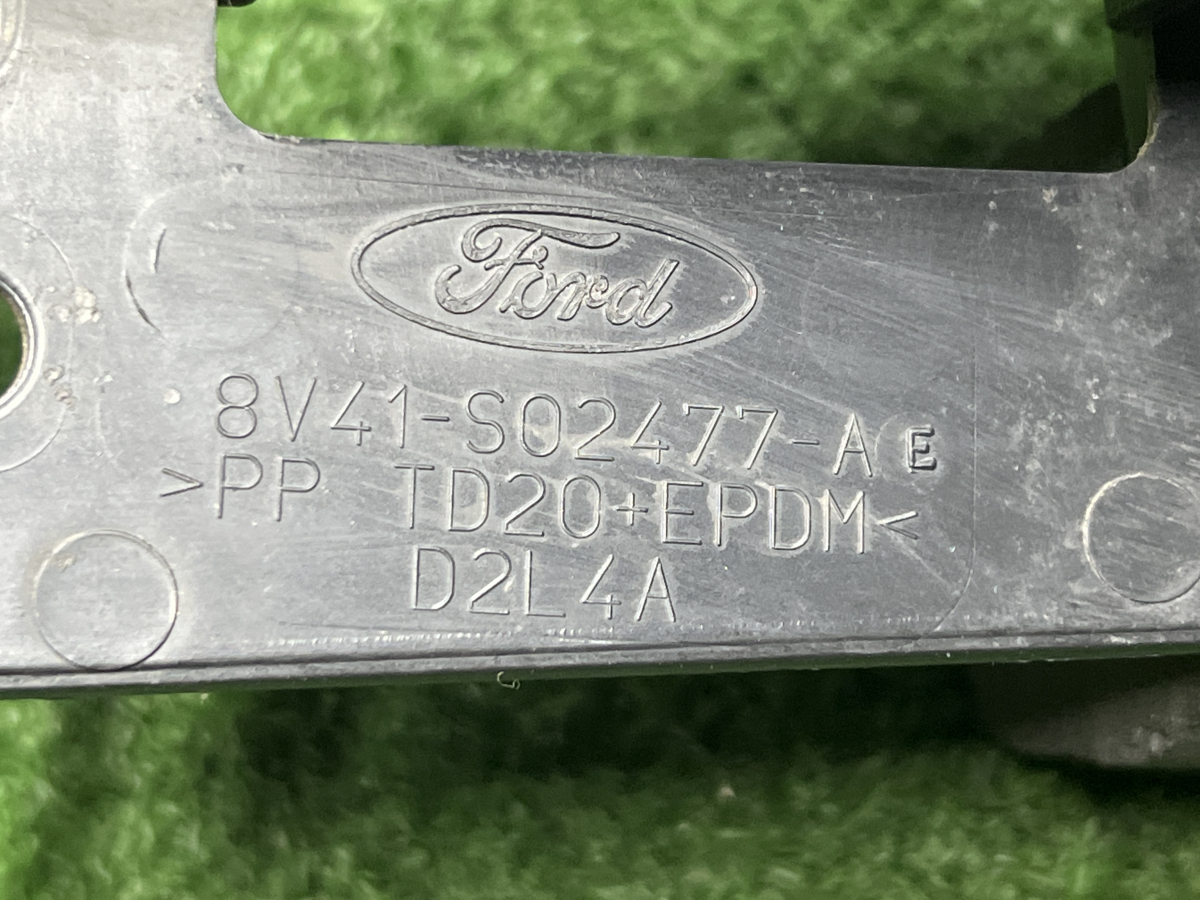 Ford
8V41-S02477-A E
>PP TD20+EPDM<
D2L4A